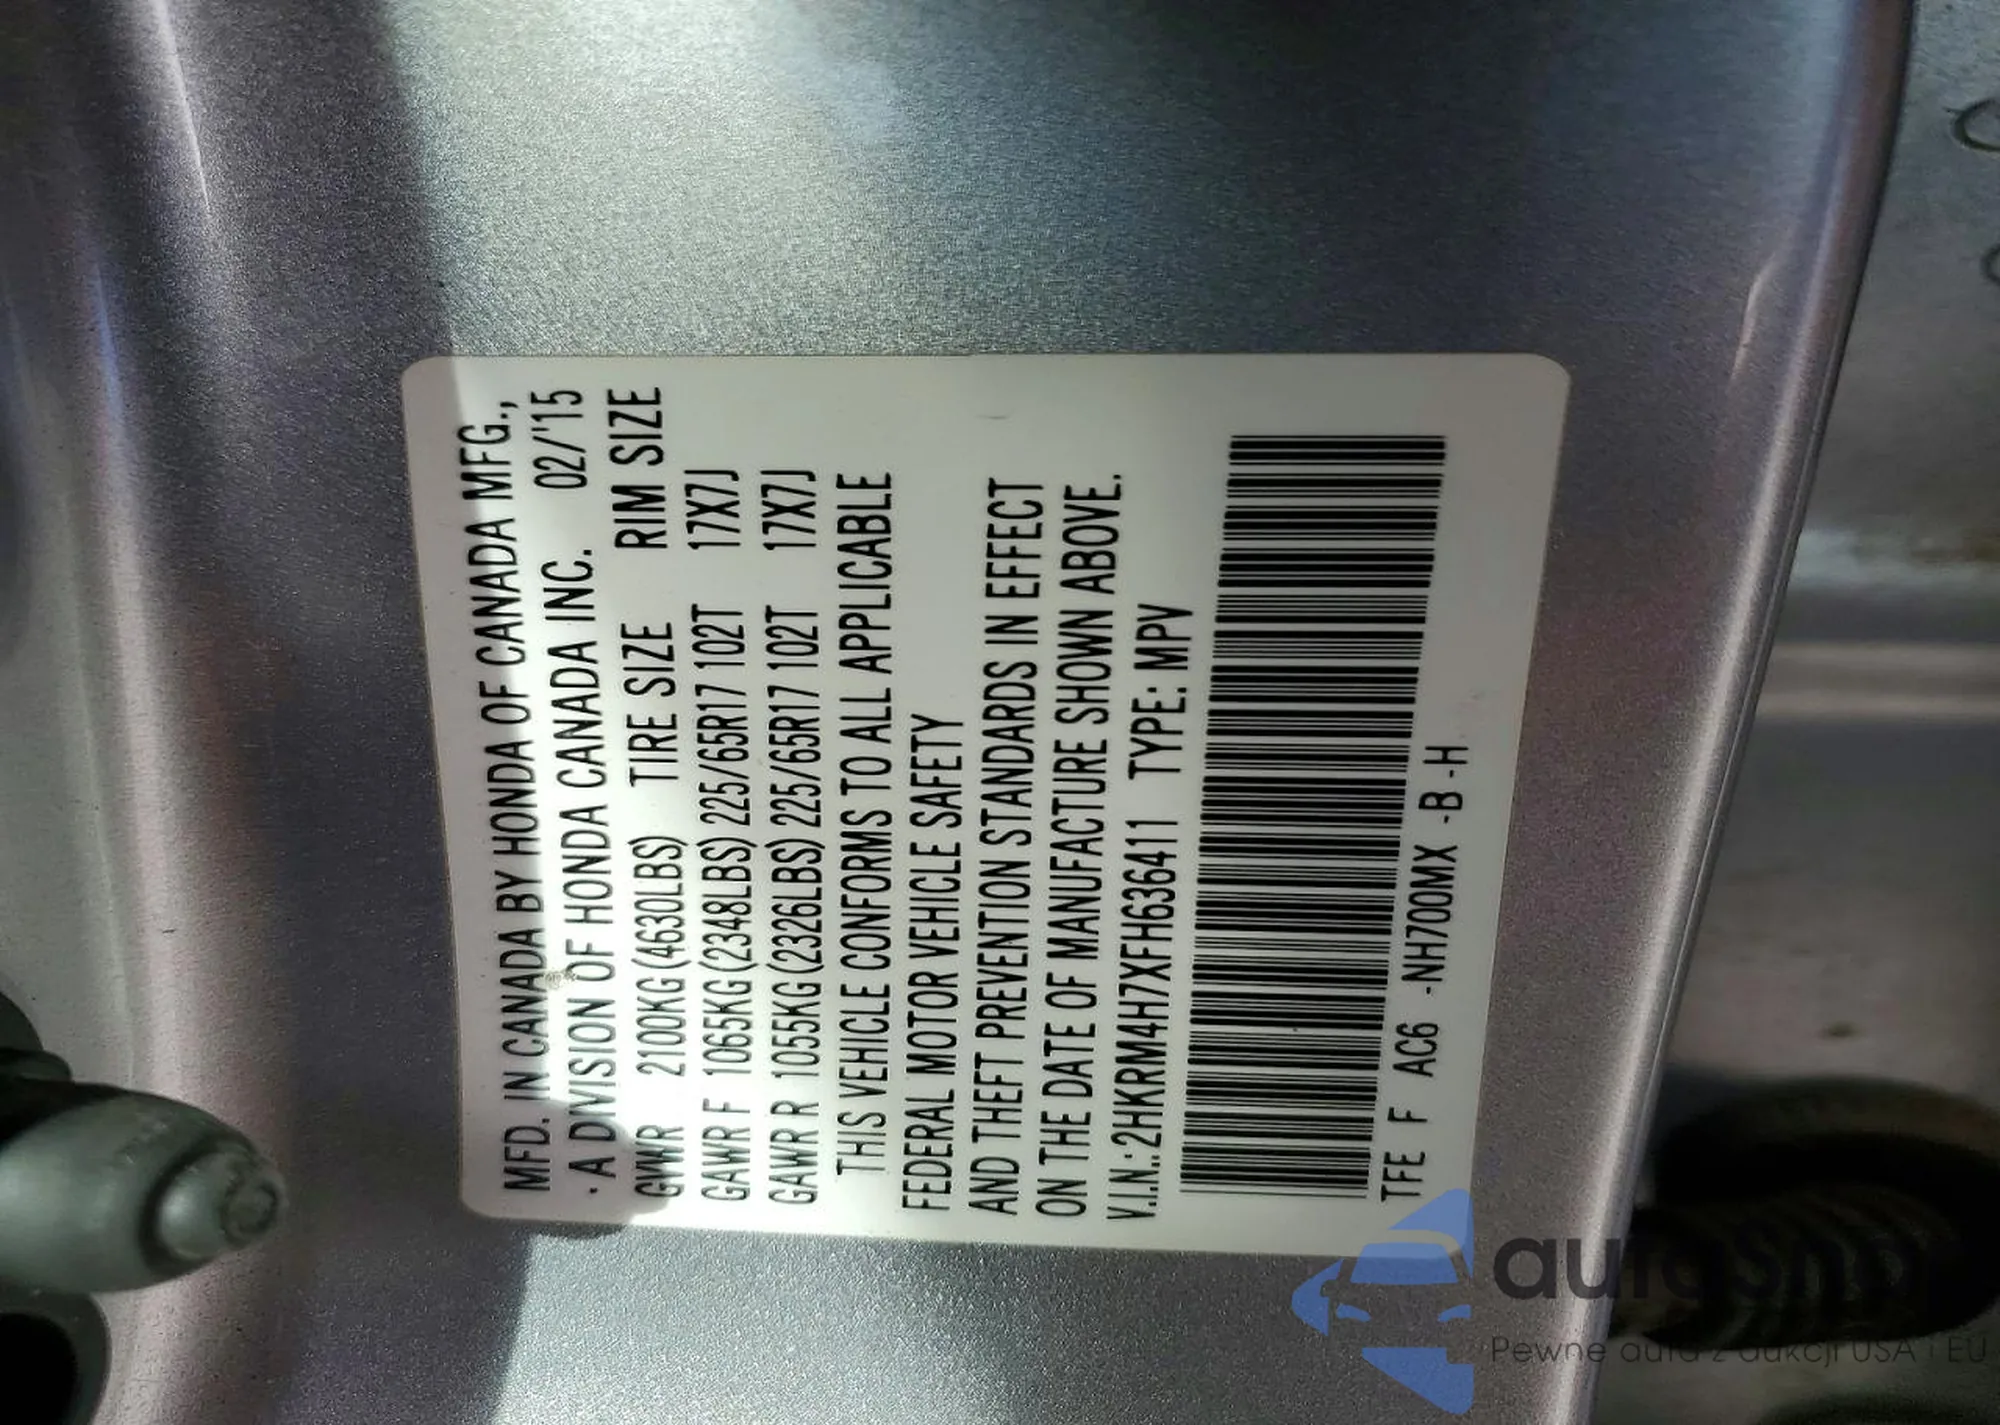 MFD. IN CANADA BY HONDA OF CANADA MFG.,
· A DIVISION OF HONDA CANADA INC. 02/'15
GVWR 2100KG (4630LBS) TIRE SIZE RIM SIZE
GAWR F 1065KG (2348LBS) 225/65R17 102T 17X7J
GAWR R 1055KG (2326LBS) 225/65R17 102T 17X7J
THIS VEHICLE CONFORMS TO ALL APPLICABLE
FEDERAL MOTOR VEHICLE SAFETY
AND THEFT PREVENTION STANDARDS IN EFFECT
ON THE DATE OF MANUFACTURE SHOWN ABOVE.
V.I.N.:2HKRM4H7XFH636411 TYPE: MPV
TFE F AC6 -NH700MX -B -H
Pewne auta z aukcji USA i EU